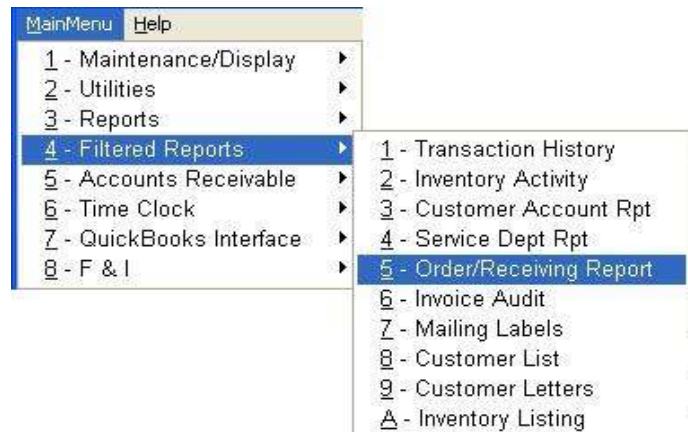 MainMenu Help
1 - Maintenance/Display
2 - Utilities
3 - Reports
4 - Filtered Reports
5 - Accounts Receivable
6 - Time Clock
7 - QuickBooks Interface
8 - F & I
1 - Transaction History
2 - Inventory Activity
3 - Customer Account Rpt
4 - Service Dept Rpt
5 - Order/Receiving Report
6 - Invoice Audit
7 - Mailing Labels
8 - Customer List
9 - Customer Letters
A - Inventory Listing